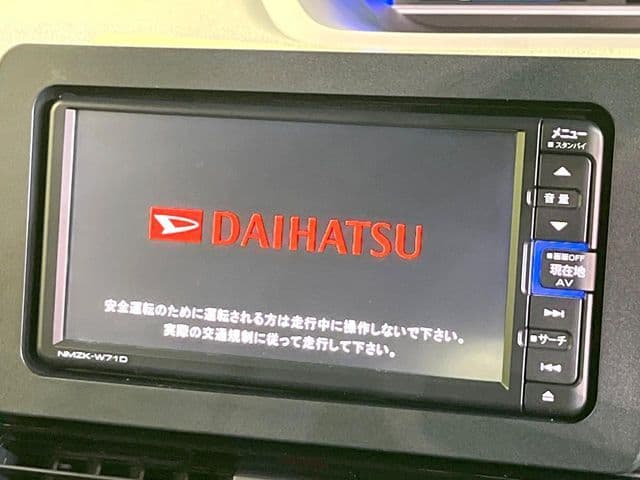 DAIHATSU
安全運転のために運転される方は走行中に操作しないで下さい。
実際の交通規制に従って走行して下さい。
NMZK-W71D
メニュー
■スタンバイ
音量
■画面OFF
現在地
AV
■サーチ